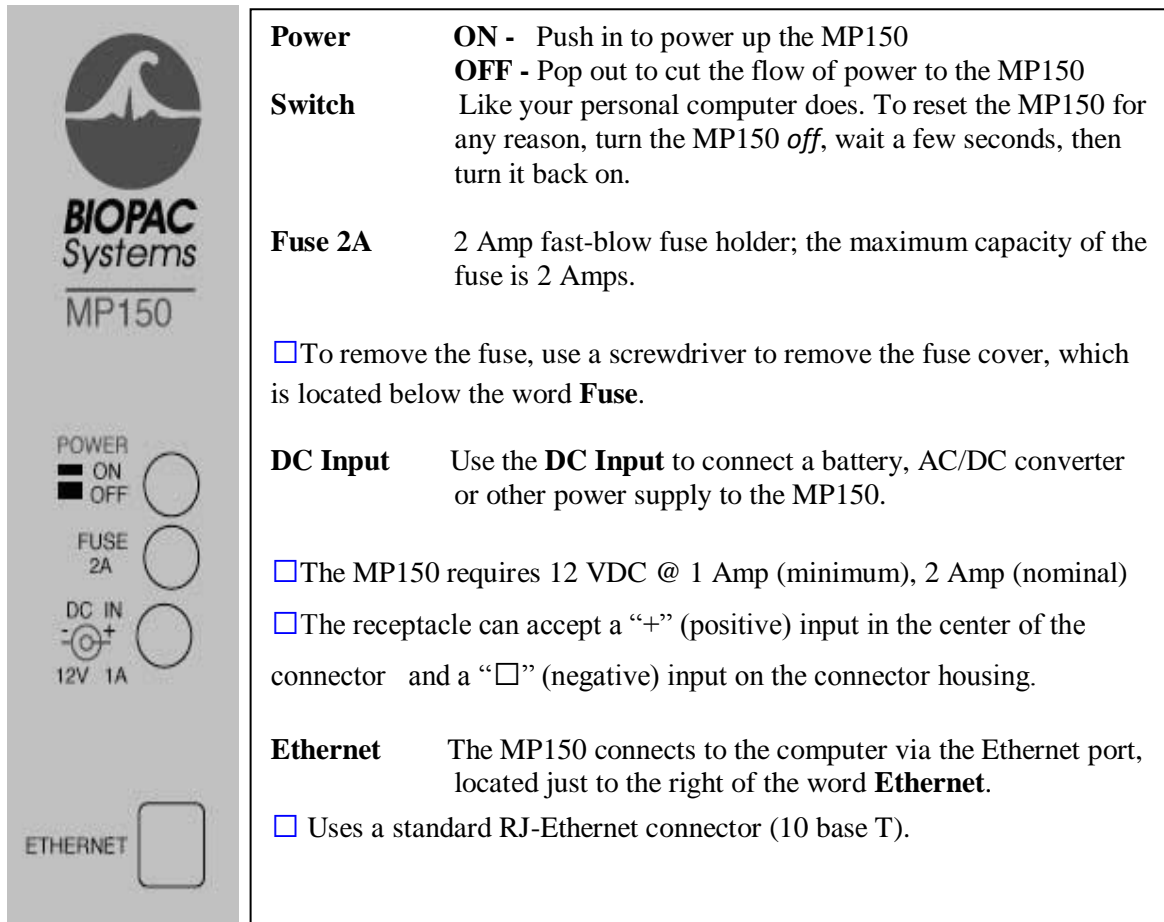 BIOPAC
Systems
MP150
POWER
ON
OFF
FUSE
2A
DC IN
- +
12V 1A
ETHERNET
Power ON - Push in to power up the MP150
OFF - Pop out to cut the flow of power to the MP150
Switch Like your personal computer does. To reset the MP150 for
any reason, turn the MP150 off, wait a few seconds, then
turn it back on.
Fuse 2A 2 Amp fast-blow fuse holder; the maximum capacity of the
fuse is 2 Amps.
□To remove the fuse, use a screwdriver to remove the fuse cover, which
is located below the word Fuse.
DC Input Use the DC Input to connect a battery, AC/DC converter
or other power supply to the MP150.
□The MP150 requires 12 VDC @ 1 Amp (minimum), 2 Amp (nominal)
□The receptacle can accept a “+” (positive) input in the center of the
connector and a “□” (negative) input on the connector housing.
Ethernet The MP150 connects to the computer via the Ethernet port,
located just to the right of the word Ethernet.
□ Uses a standard RJ-Ethernet connector (10 base T).